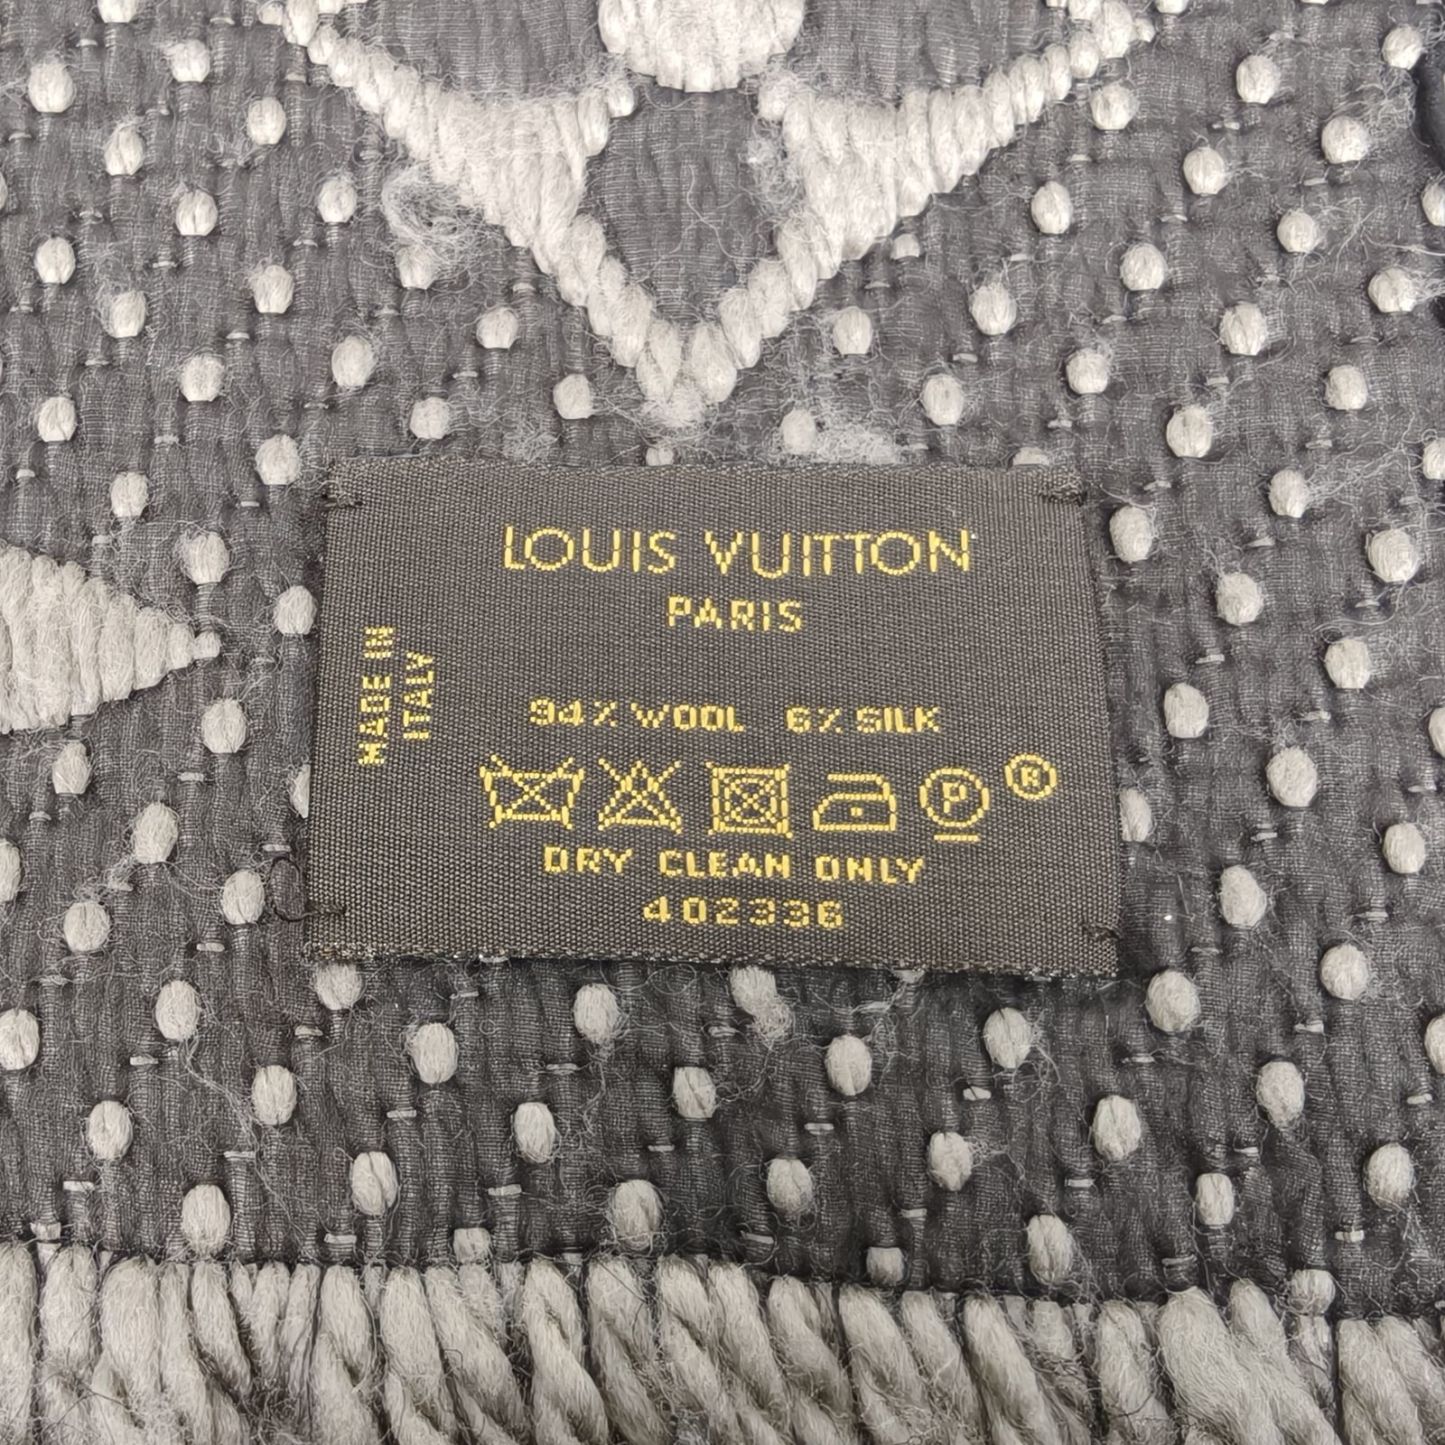 LOUIS VUITTON
PARIS
MADE IN
ITALY
94% WOOL 6% SILK
P
®
DRY CLEAN ONLY
402336